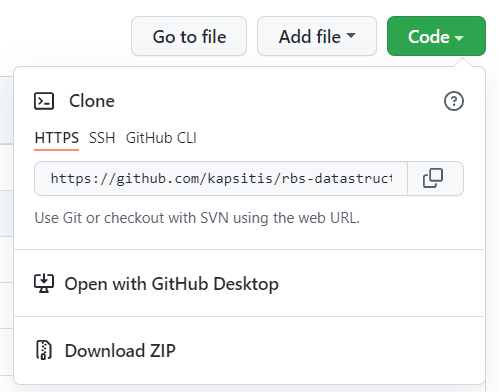 Go to file Add file Code
Clone
HTTPS SSH GitHub CLI
https://github.com/kapsitis/rbs-datastruct
Use Git or checkout with SVN using the web URL.
Open with GitHub Desktop
Download ZIP